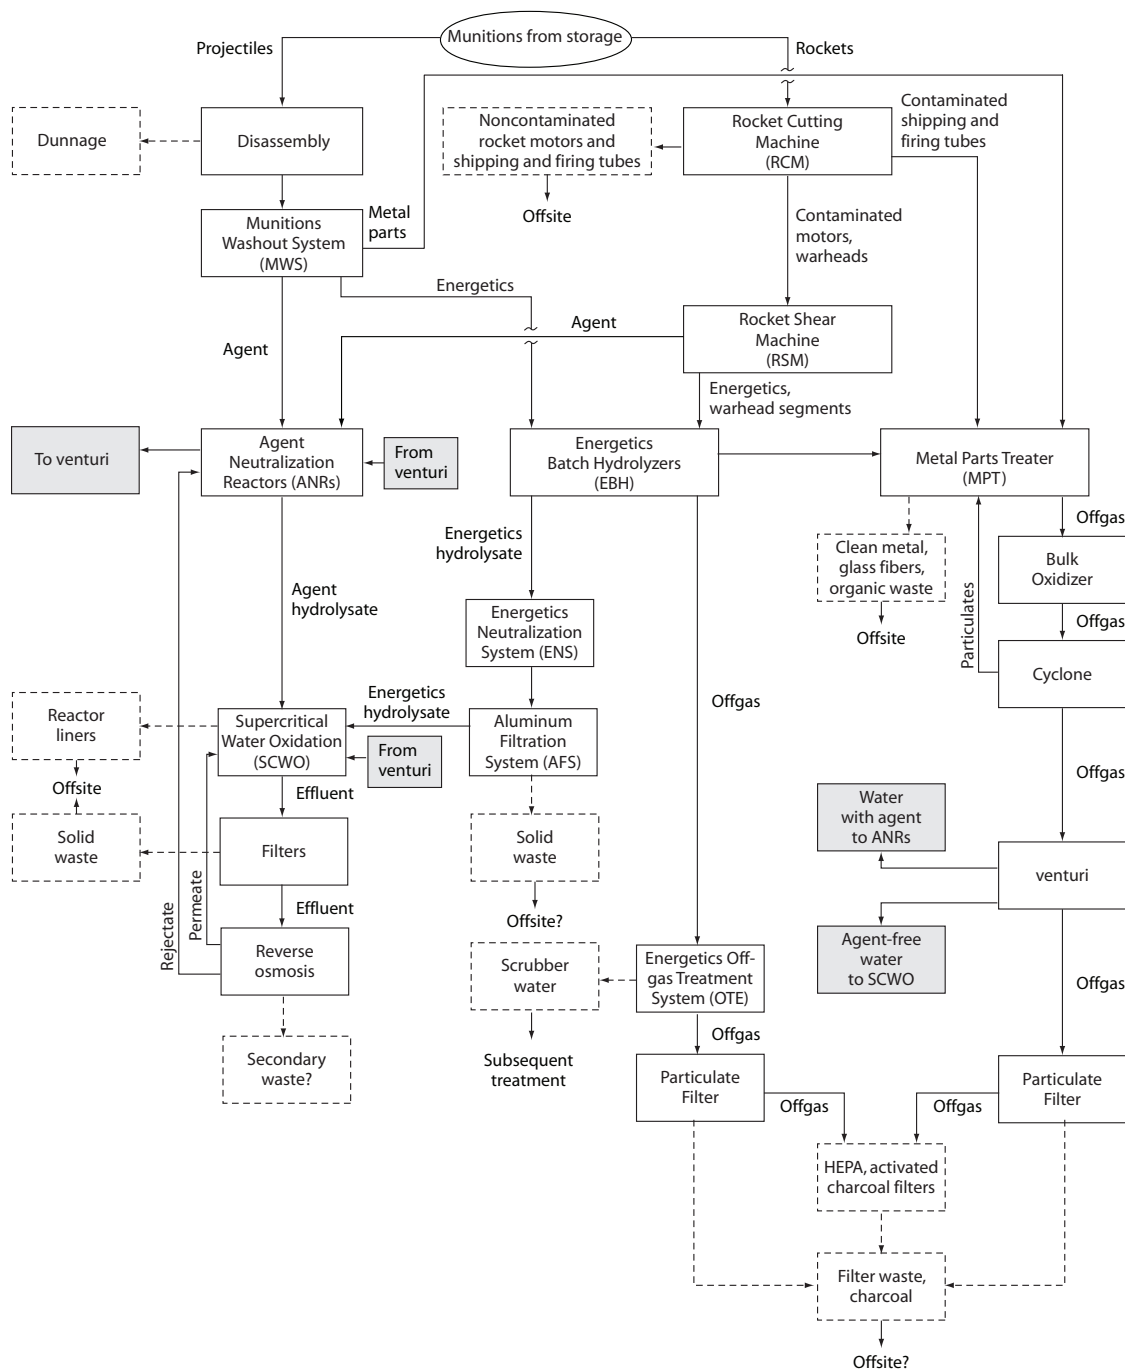 Munitions from storage
Projectiles
Rockets
Dunnage
Disassembly
Noncontaminated
rocket motors and
shipping and firing tubes
Offsite
Rocket Cutting
Machine
(RCM)
Contaminated
shipping and
firing tubes
Munitions
Washout System
(MWS)
Metal
parts
Contaminated
motors,
warheads
Energetics
Agent
Agent
Rocket Shear
Machine
(RSM)
Energetics,
warhead segments
To venturi
Agent
Neutralization
Reactors (ANRs)
From
venturi
Energetics
Batch Hydrolyzers
(EBH)
Metal Parts Treater
(MPT)
Offgas
Energetics
hydrolysate
Clean metal,
glass fibers,
organic waste
Offsite
Bulk
Oxidizer
Offgas
Particulates
Cyclone
Agent
hydrolysate
Energetics
Neutralization
System (ENS)
Offgas
Energetics
hydrolysate
Reactor
liners
Offsite
Supercritical
Water Oxidation
(SCWO)
From
venturi
Aluminum
Filtration
System (AFS)
Offgas
Effluent
Solid
waste
Filters
Solid
waste
Offsite?
Water
with agent
to ANRs
venturi
Agent-free
water
to SCWO
Effluent
Permeate
Rejectate
Reverse
osmosis
Scrubber
water
Subsequent
treatment
Energetics Off-
gas Treatment
System (OTE)
Offgas
Offgas
Secondary
waste?
Particulate
Filter
Offgas
Offgas
Particulate
Filter
HEPA, activated
charcoal filters
Filter waste,
charcoal
Offsite?